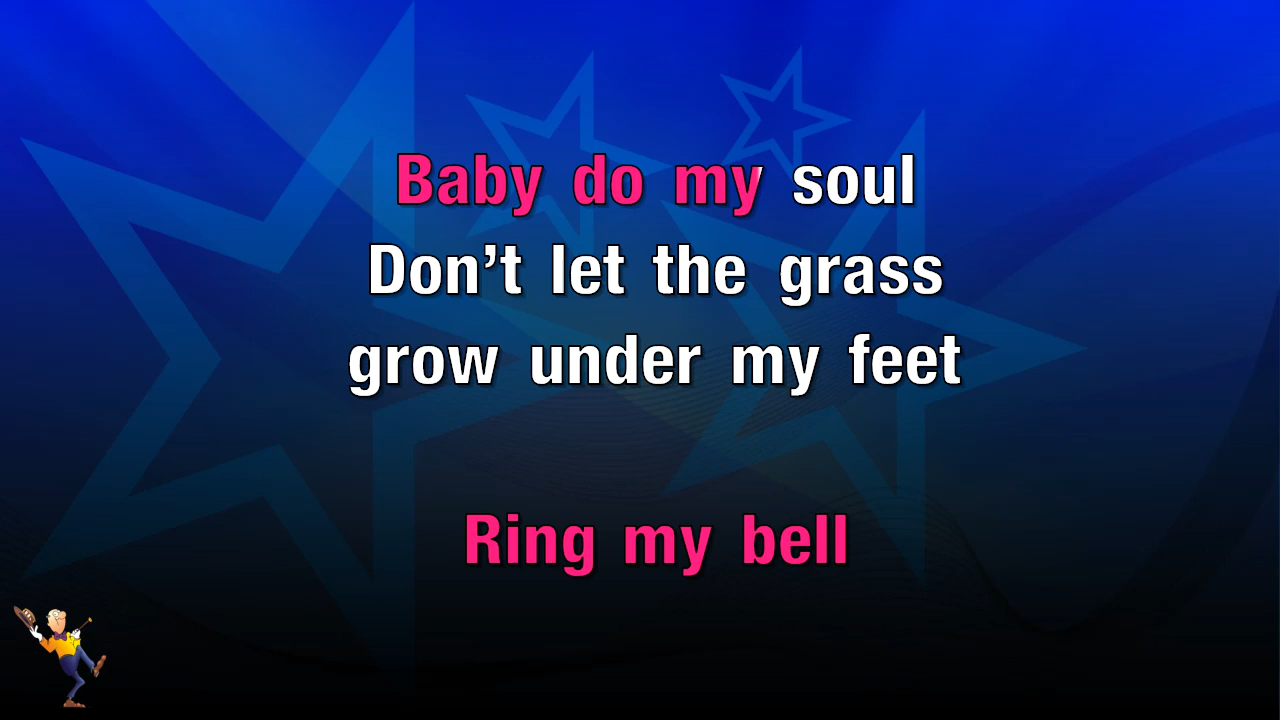 Baby do my soul
Don’t let the grass
grow under my feet
Ring my bell